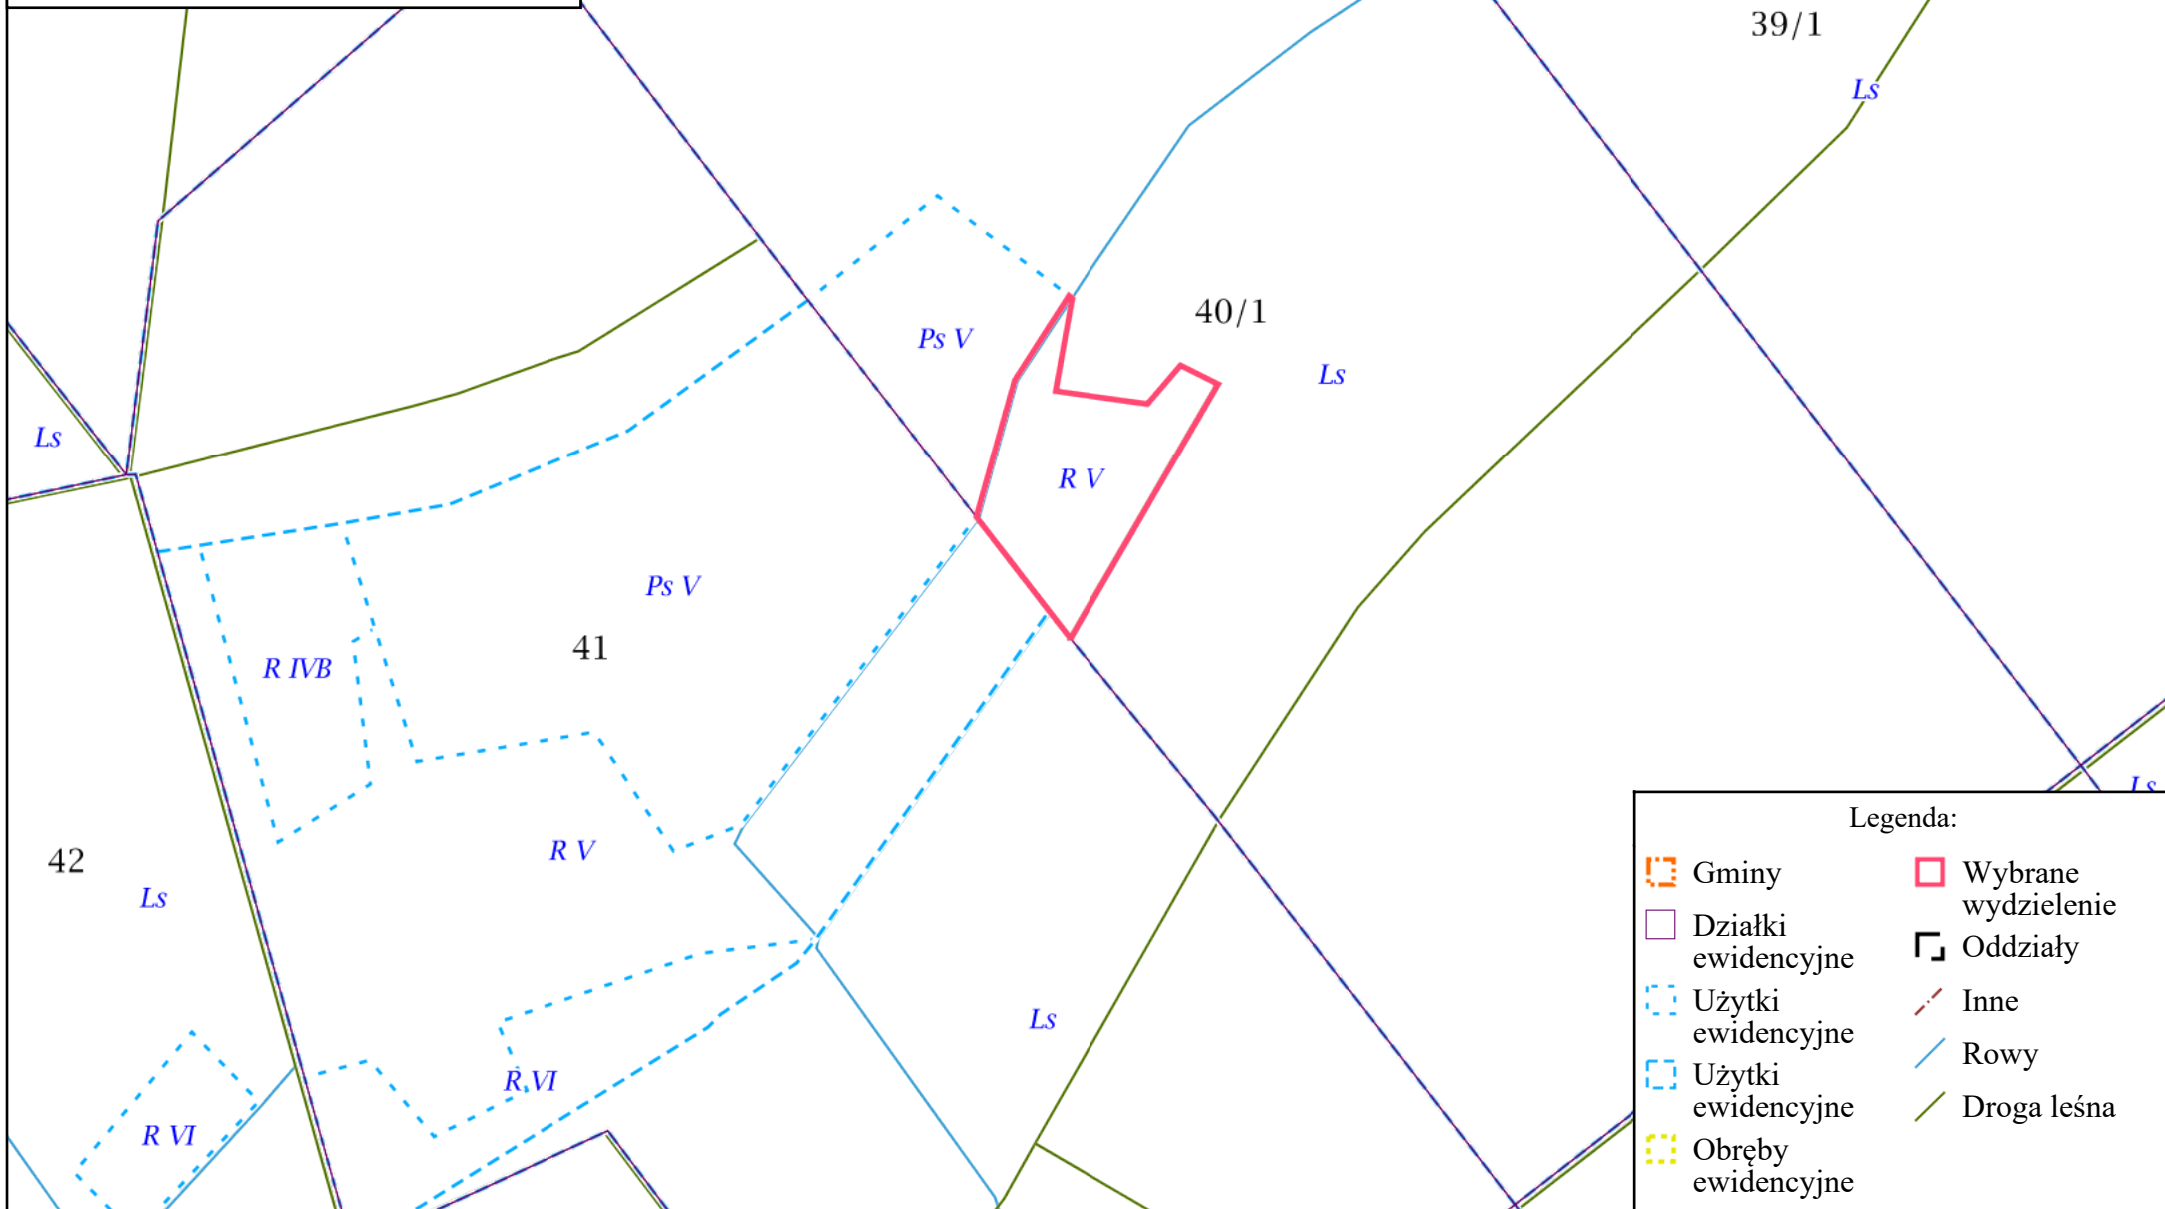 39/1
Ls
40/1
Ps V
Ls
Ls
R V
Ps V
41
R IVB
R V
42
Ls
Ls
R VI
R VI
Ls
Legenda:
Gminy
Działki
ewidencyjne
Użytki
ewidencyjne
Użytki
ewidencyjne
Obręby
ewidencyjne
Wybrane
wydzielenie
Oddziały
Inne
Rowy
Droga leśna